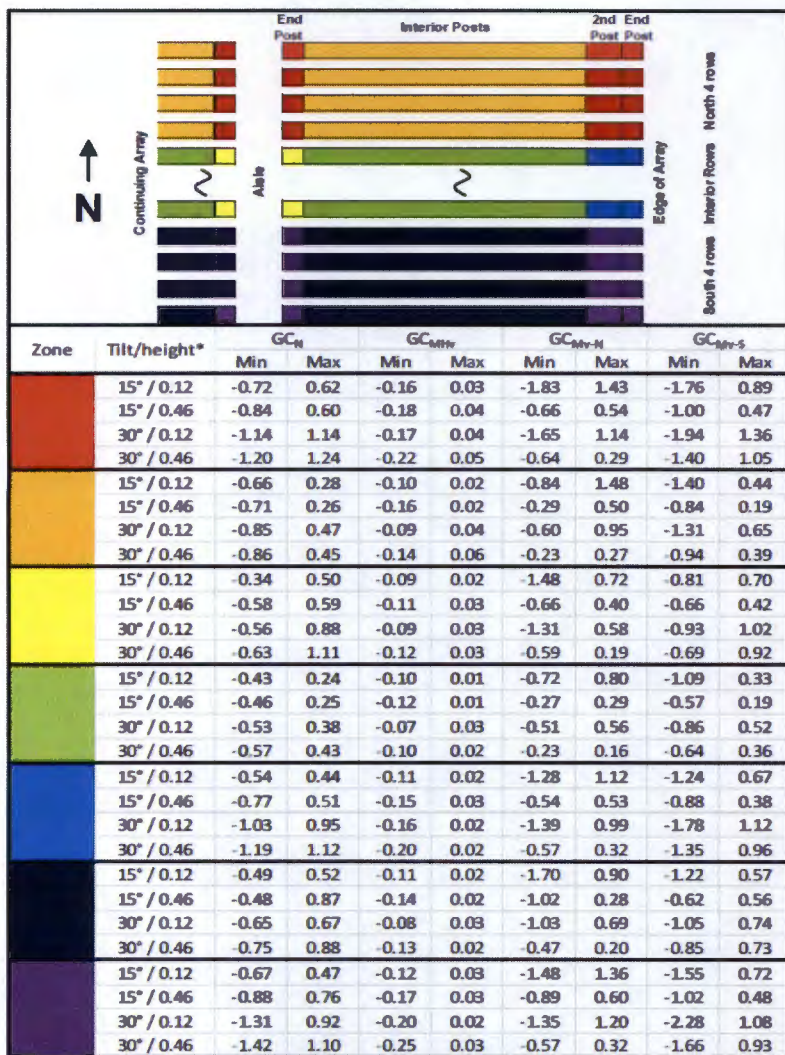 End Post
Interior Posts
2nd Post
End Post
Continuing Array
Aisle
Edge of Array
North 4 rows
Interior Rows
South 4 rows
N
Zone Tilt/height* GC_N GC_MHv GC_Mv-N GC_Mv-S
Min Max Min Max Min Max Min Max
15° / 0.12 -0.72 0.62 -0.16 0.03 -1.83 1.43 -1.76 0.89
15° / 0.46 -0.84 0.60 -0.18 0.04 -0.66 0.54 -1.00 0.47
30° / 0.12 -1.14 1.14 -0.17 0.04 -1.65 1.14 -1.94 1.36
30° / 0.46 -1.20 1.24 -0.22 0.05 -0.64 0.29 -1.40 1.05
15° / 0.12 -0.66 0.28 -0.10 0.02 -0.84 1.48 -1.40 0.44
15° / 0.46 -0.71 0.26 -0.16 0.02 -0.29 0.50 -0.84 0.19
30° / 0.12 -0.85 0.47 -0.09 0.04 -0.60 0.95 -1.31 0.65
30° / 0.46 -0.86 0.45 -0.14 0.06 -0.23 0.27 -0.94 0.39
15° / 0.12 -0.34 0.50 -0.09 0.02 -1.48 0.72 -0.81 0.70
15° / 0.46 -0.58 0.59 -0.11 0.03 -0.66 0.40 -0.66 0.42
30° / 0.12 -0.56 0.88 -0.09 0.03 -1.31 0.58 -0.93 1.02
30° / 0.46 -0.63 1.11 -0.12 0.03 -0.59 0.19 -0.69 0.92
15° / 0.12 -0.43 0.24 -0.10 0.01 -0.72 0.80 -1.09 0.33
15° / 0.46 -0.46 0.25 -0.12 0.01 -0.27 0.29 -0.57 0.19
30° / 0.12 -0.53 0.38 -0.07 0.03 -0.51 0.56 -0.86 0.52
30° / 0.46 -0.57 0.43 -0.10 0.02 -0.23 0.16 -0.64 0.36
15° / 0.12 -0.54 0.44 -0.11 0.02 -1.28 1.12 -1.24 0.67
15° / 0.46 -0.77 0.51 -0.15 0.03 -0.54 0.53 -0.88 0.38
30° / 0.12 -1.03 0.95 -0.16 0.02 -1.39 0.99 -1.78 1.12
30° / 0.46 -1.19 1.12 -0.20 0.02 -0.57 0.32 -1.35 0.96
15° / 0.12 -0.49 0.52 -0.11 0.02 -1.70 0.90 -1.22 0.57
15° / 0.46 -0.48 0.87 -0.14 0.02 -1.02 0.28 -0.62 0.56
30° / 0.12 -0.65 0.67 -0.08 0.03 -1.03 0.69 -1.05 0.74
30° / 0.46 -0.75 0.88 -0.13 0.02 -0.47 0.20 -0.85 0.73
15° / 0.12 -0.67 0.47 -0.12 0.03 -1.48 1.36 -1.55 0.72
15° / 0.46 -0.88 0.76 -0.17 0.03 -0.89 0.60 -1.02 0.48
30° / 0.12 -1.31 0.92 -0.20 0.02 -1.35 1.20 -2.28 1.08
30° / 0.46 -1.42 1.10 -0.25 0.03 -0.57 0.32 -1.66 0.93